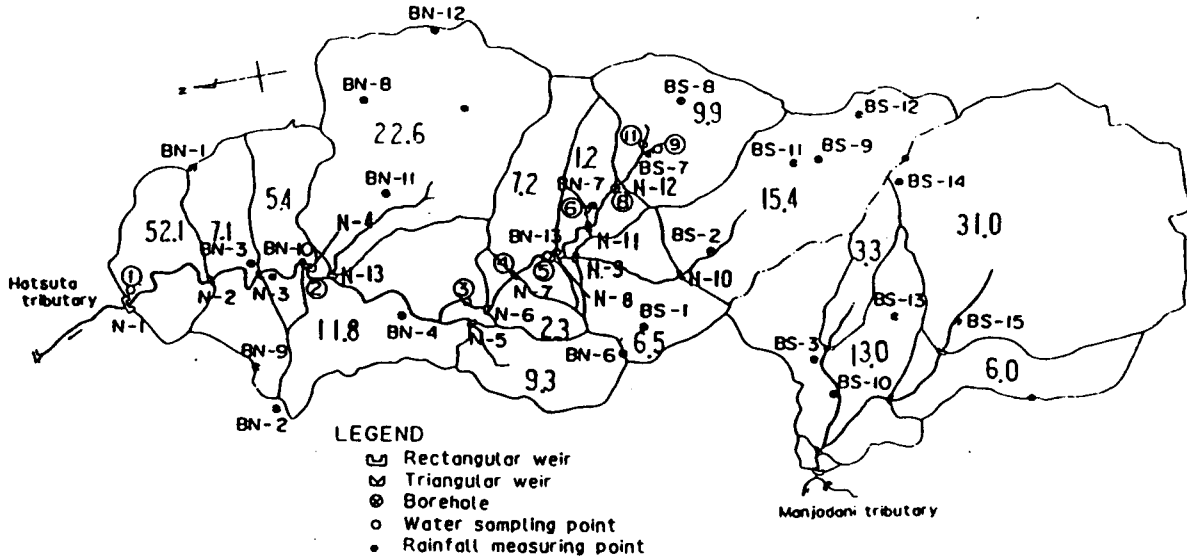 BN-12
z
BN-8
BS-8
9.9
BS-12
22.6
⑪
⑨
BS-7
BS-11
BS-9
BN-1
1.2
BN-7
N-12
BS-14
5.4
7.2
BN-11
15.4
31.0
52.1
7.1
N-4
⑥
⑧
BN-3
BN-10
BN-13
N-11
BS-2
3.3
Hatsuta
tributary
①
N-2
N-3
②
N-13
④
⑤
N-9
N-10
N-7
N-8
BS-13
N-1
11.8
BN-4
③
N-6
N-5
2.3
BS-1
BS-15
BN-9
BN-6
6.5
BS-3
13.0
9.3
BS-10
6.0
BN-2
LEGEND
Rectangular weir
Triangular weir
Borehole
Water sampling point
Rainfall measuring point
Manjadani tributary